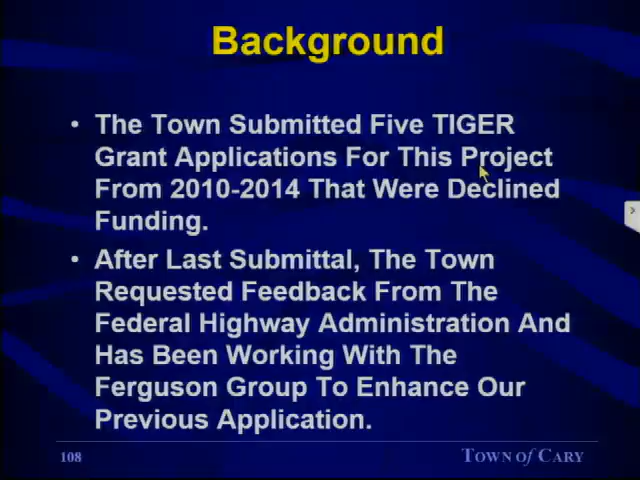 Background
• The Town Submitted Five TIGER
Grant Applications For This Project
From 2010-2014 That Were Declined
Funding.
• After Last Submittal, The Town
Requested Feedback From The
Federal Highway Administration And
Has Been Working With The
Ferguson Group To Enhance Our
Previous Application.
108
TOWN of CARY